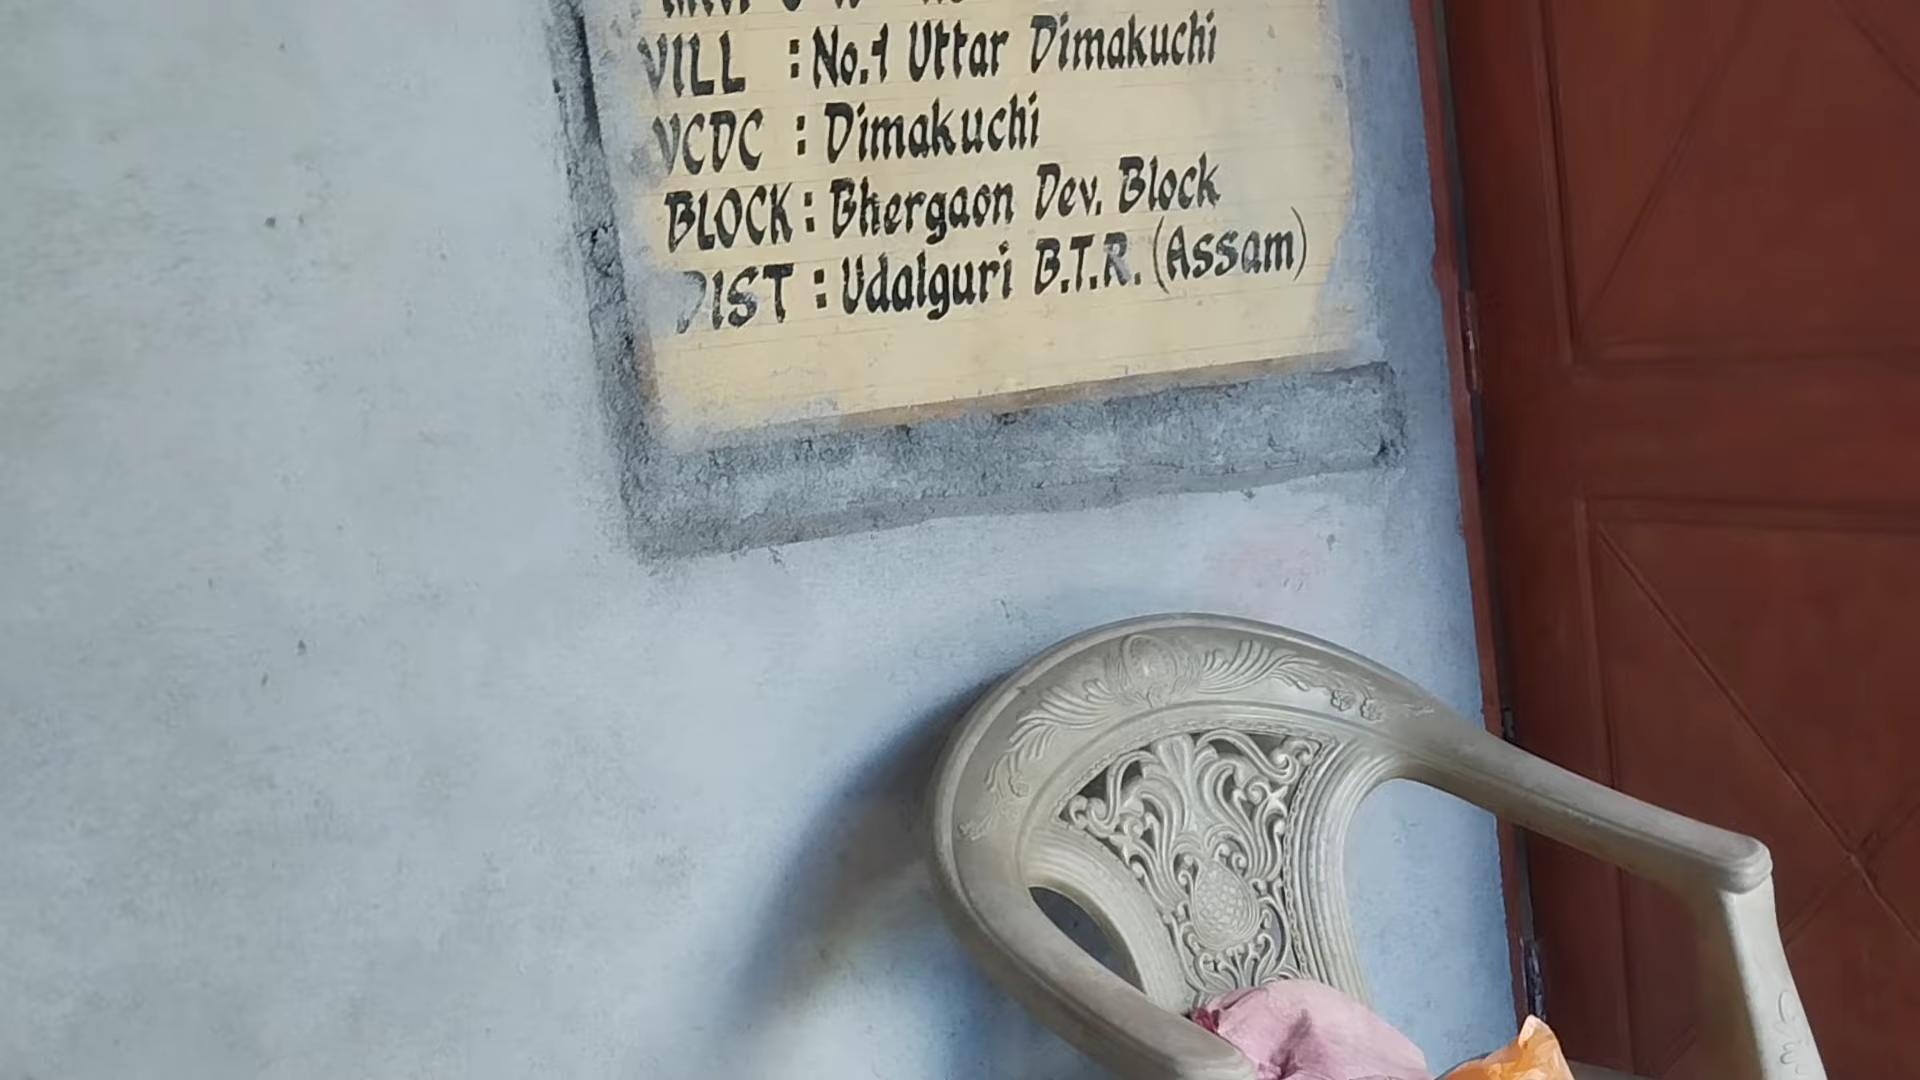 VILL : No.1 Uttar Dimakuchi
VCDC : Dimakuchi
BLOCK : Bhergaon Dev. Block
DIST : Udalguri B.T.R. (Assam)